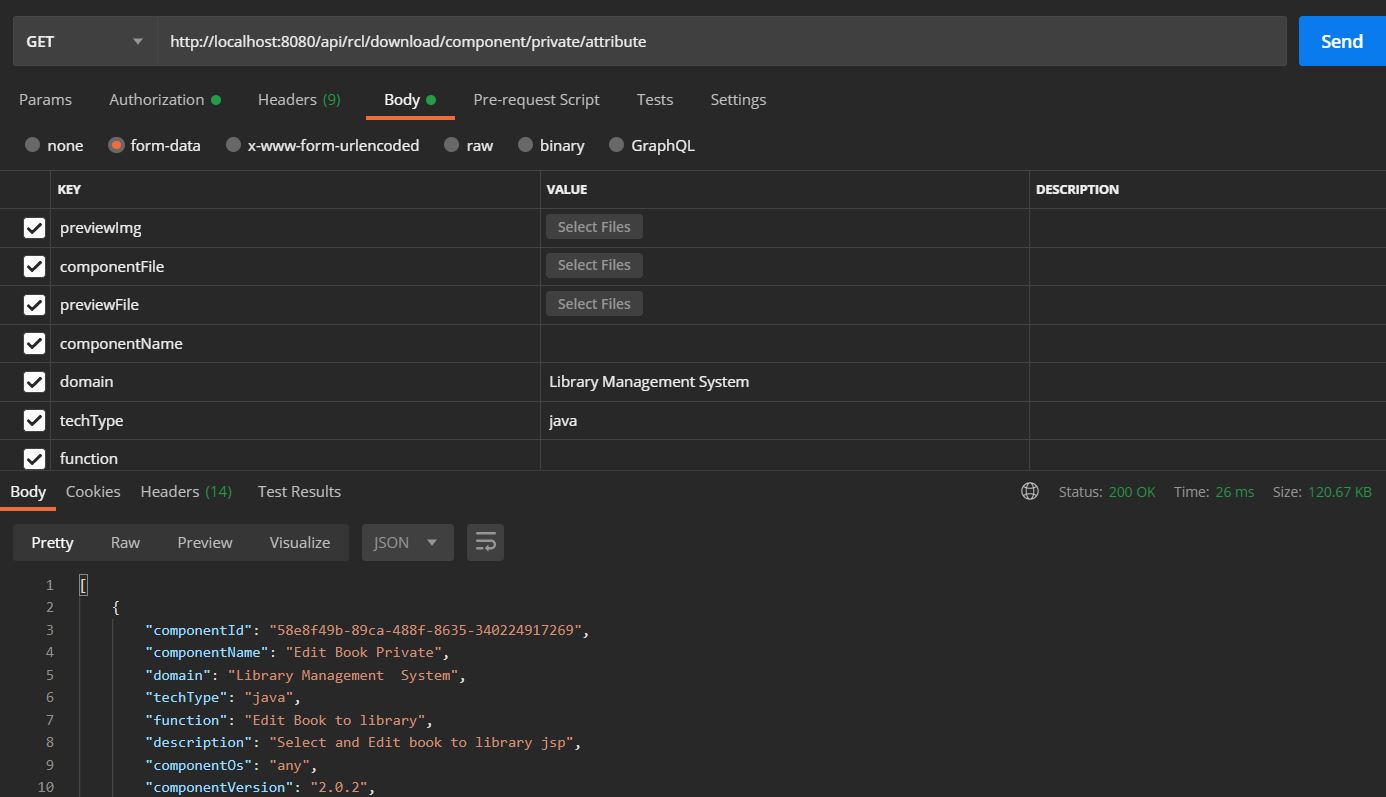 GET http://localhost:8080/api/rcl/download/component/private/attribute Send
Params Authorization Headers (9) Body Pre-request Script Tests Settings
none form-data x-www-form-urlencoded raw binary GraphQL
KEY VALUE DESCRIPTION
previewImg Select Files
componentFile Select Files
previewFile Select Files
componentName
domain Library Management System
techType java
function
Body Cookies Headers (14) Test Results Status: 200 OK Time: 26 ms Size: 120.67 KB
Pretty Raw Preview Visualize JSON
1 [
2 {
3 "componentId": "58e8f49b-89ca-488f-8635-340224917269",
4 "componentName": "Edit Book Private",
5 "domain": "Library Management  System",
6 "techType": "java",
7 "function": "Edit Book to library",
8 "description": "Select and Edit book to library jsp",
9 "componentOs": "any",
10 "componentVersion": "2.0.2",